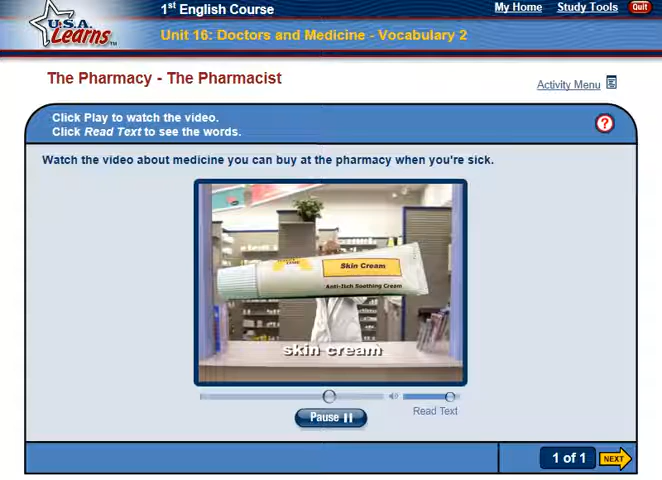 U.S.A.
Learns™
1st English Course
My Home
Study Tools
Quit
Unit 16: Doctors and Medicine - Vocabulary 2
The Pharmacy - The Pharmacist
Activity Menu
Click Play to watch the video.
Click Read Text to see the words.
?
Watch the video about medicine you can buy at the pharmacy when you're sick.
Skin Cream
Anti-Itch Soothing Cream
skin cream
Pause
Read Text
1 of 1
NEXT